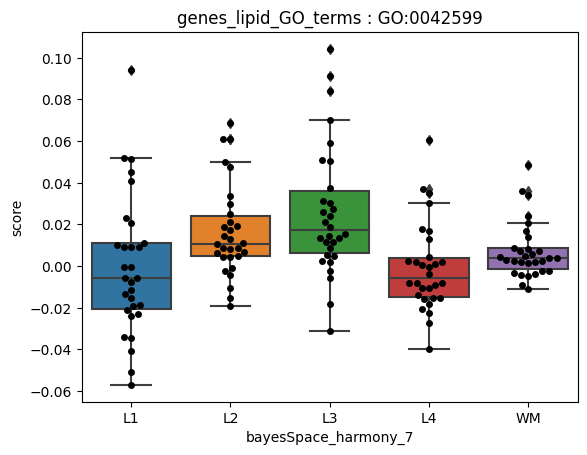 genes_lipid_GO_terms : GO:0042599
0.10
0.08
0.06
0.04
0.02
0.00
−0.02
−0.04
−0.06
score
L1 L2 L3 L4 WM
bayesSpace_harmony_7